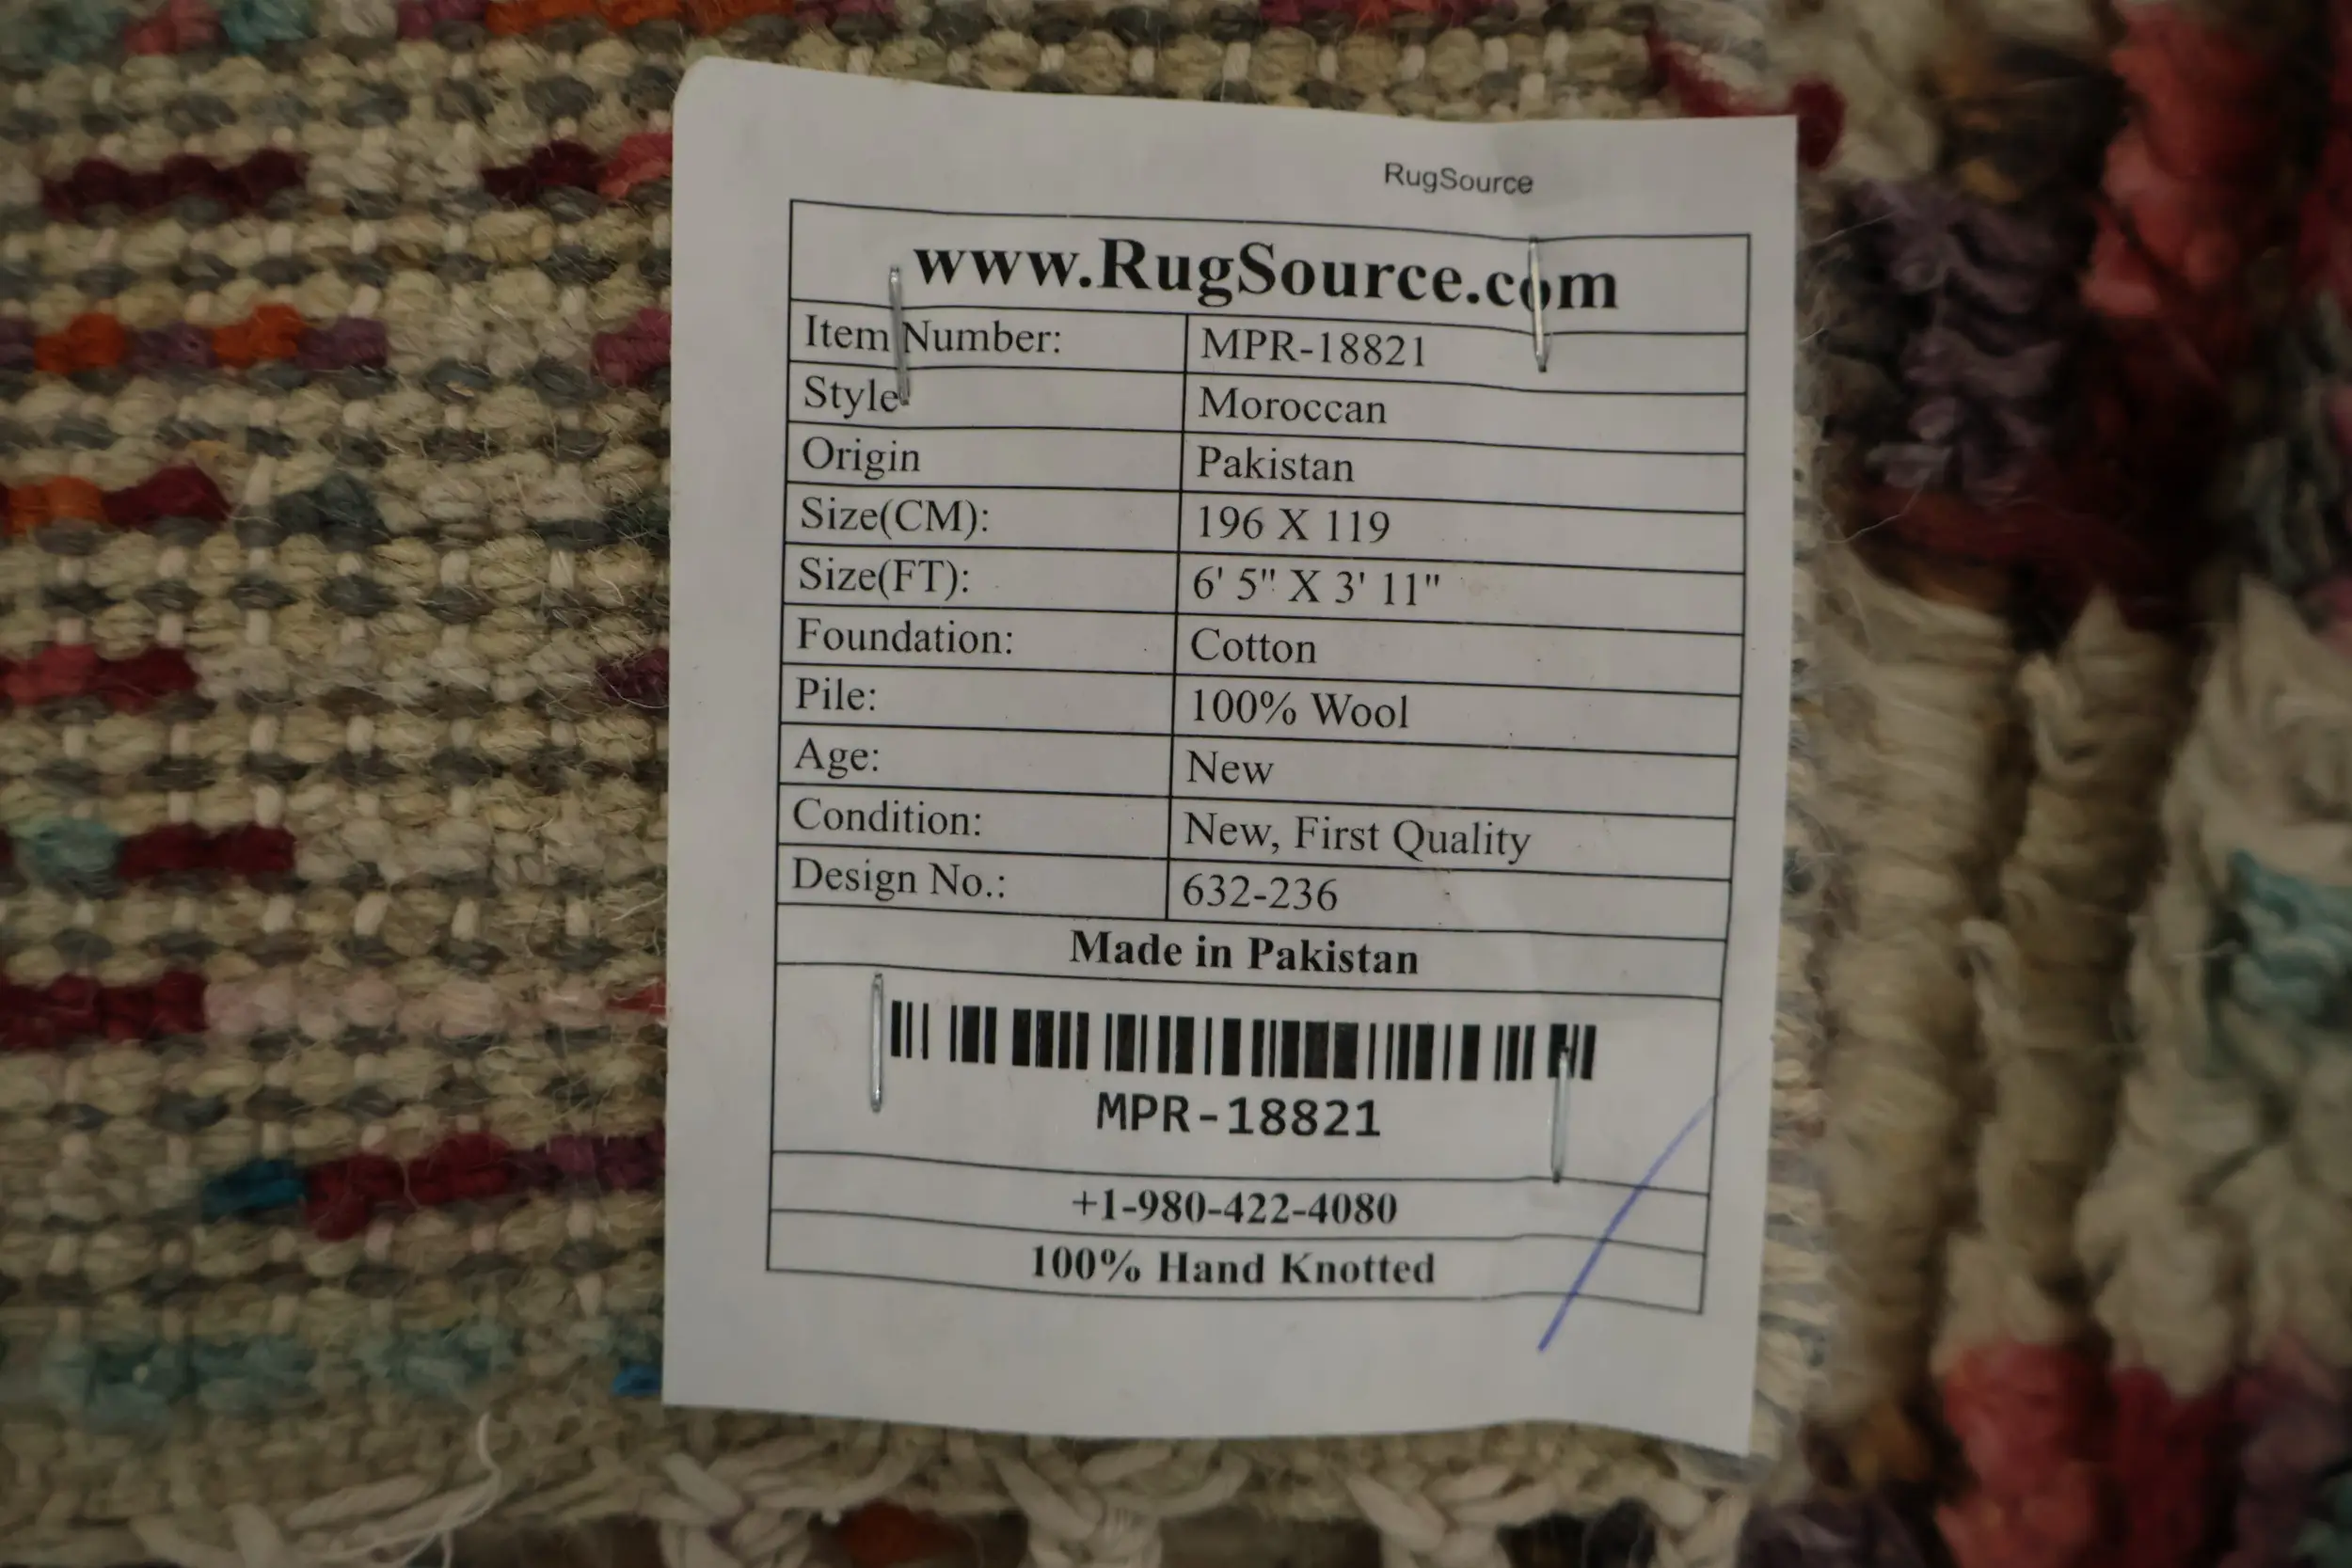 RugSource
www.RugSource.com
Item Number: MPR-18821
Style Moroccan
Origin Pakistan
Size(CM): 196 X 119
Size(FT): 6' 5" X 3' 11"
Foundation: Cotton
Pile: 100% Wool
Age: New
Condition: New, First Quality
Design No.: 632-236
Made in Pakistan
MPR-18821
+1-980-422-4080
100% Hand Knotted